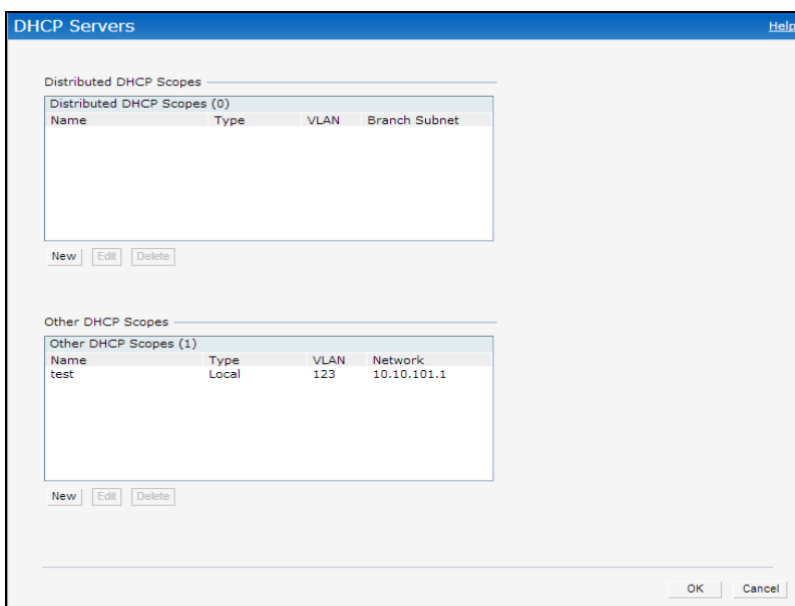 DHCP Servers Help
Distributed DHCP Scopes
Distributed DHCP Scopes (0)
Name Type VLAN Branch Subnet
New Edit Delete
Other DHCP Scopes
Other DHCP Scopes (1)
Name Type VLAN Network
test Local 123 10.10.101.1
New Edit Delete
OK Cancel